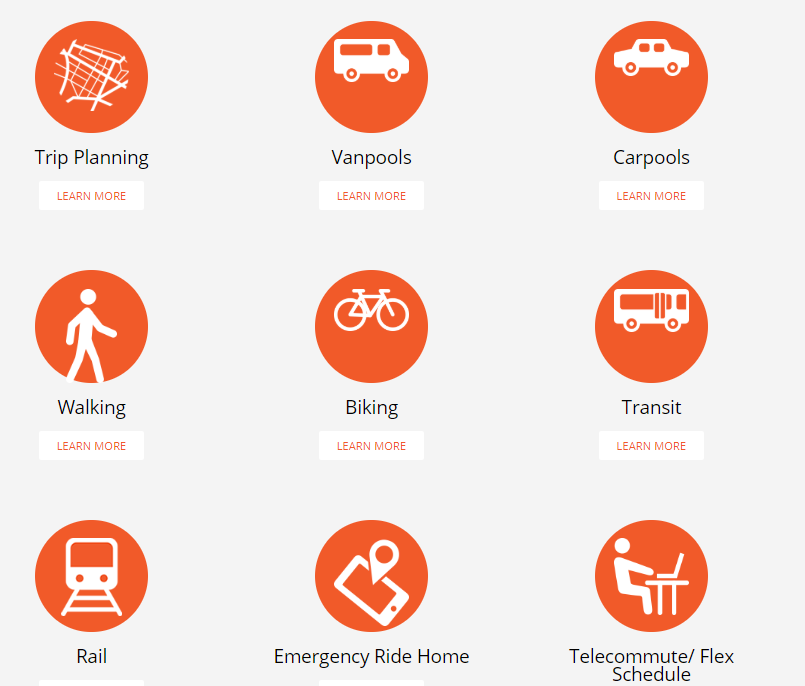 Trip Planning
Vanpools
Carpools
LEARN MORE
LEARN MORE
LEARN MORE
Walking
Biking
Transit
LEARN MORE
LEARN MORE
LEARN MORE
Rail
Emergency Ride Home
Telecommute/ Flex
Schedule